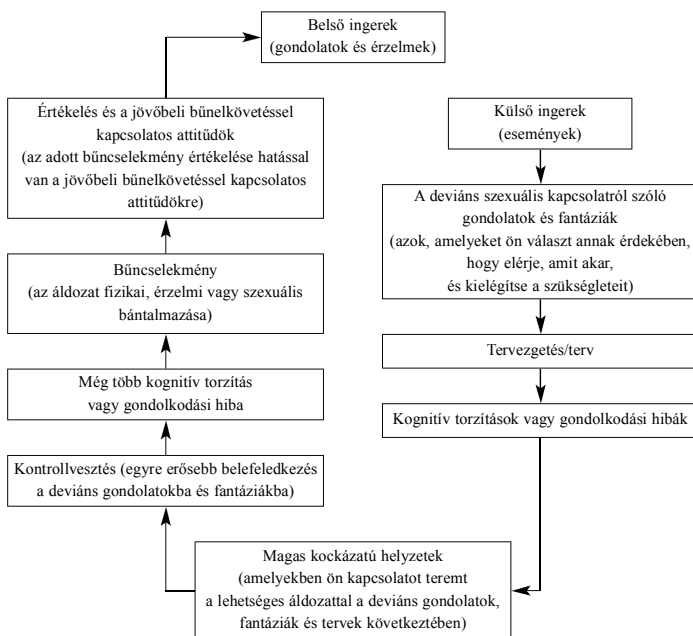 Belső ingerek
(gondolatok és érzelmek)
Értékelés és a jövőbeli bűnelkövetéssel
kapcsolatos attitűdök
(az adott bűncselekmény értékelése hatással
van a jövőbeli bűnelkövetéssel kapcsolatos
attitűdökre)
Külső ingerek
(események)
A deviáns szexuális kapcsolatról szóló
gondolatok és fantáziák
(azok, amelyeket ön választ annak érdekében,
hogy elérje, amit akar,
és kielégítse a szükségleteit)
Bűncselekmény
(az áldozat fizikai, érzelmi vagy szexuális
bántalmazása)
Tervezgetés/terv
Még több kognitív torzítás
vagy gondolkodási hiba
Kognitív torzítások vagy gondolkodási hibák
Kontrollvesztés (egyre erősebb belefeledkezés
a deviáns gondolatokba és fantáziákba)
Magas kockázatú helyzetek
(amelyekben ön kapcsolatot teremt
a lehetséges áldozattal a deviáns gondolatok,
fantáziák és tervek következtében)